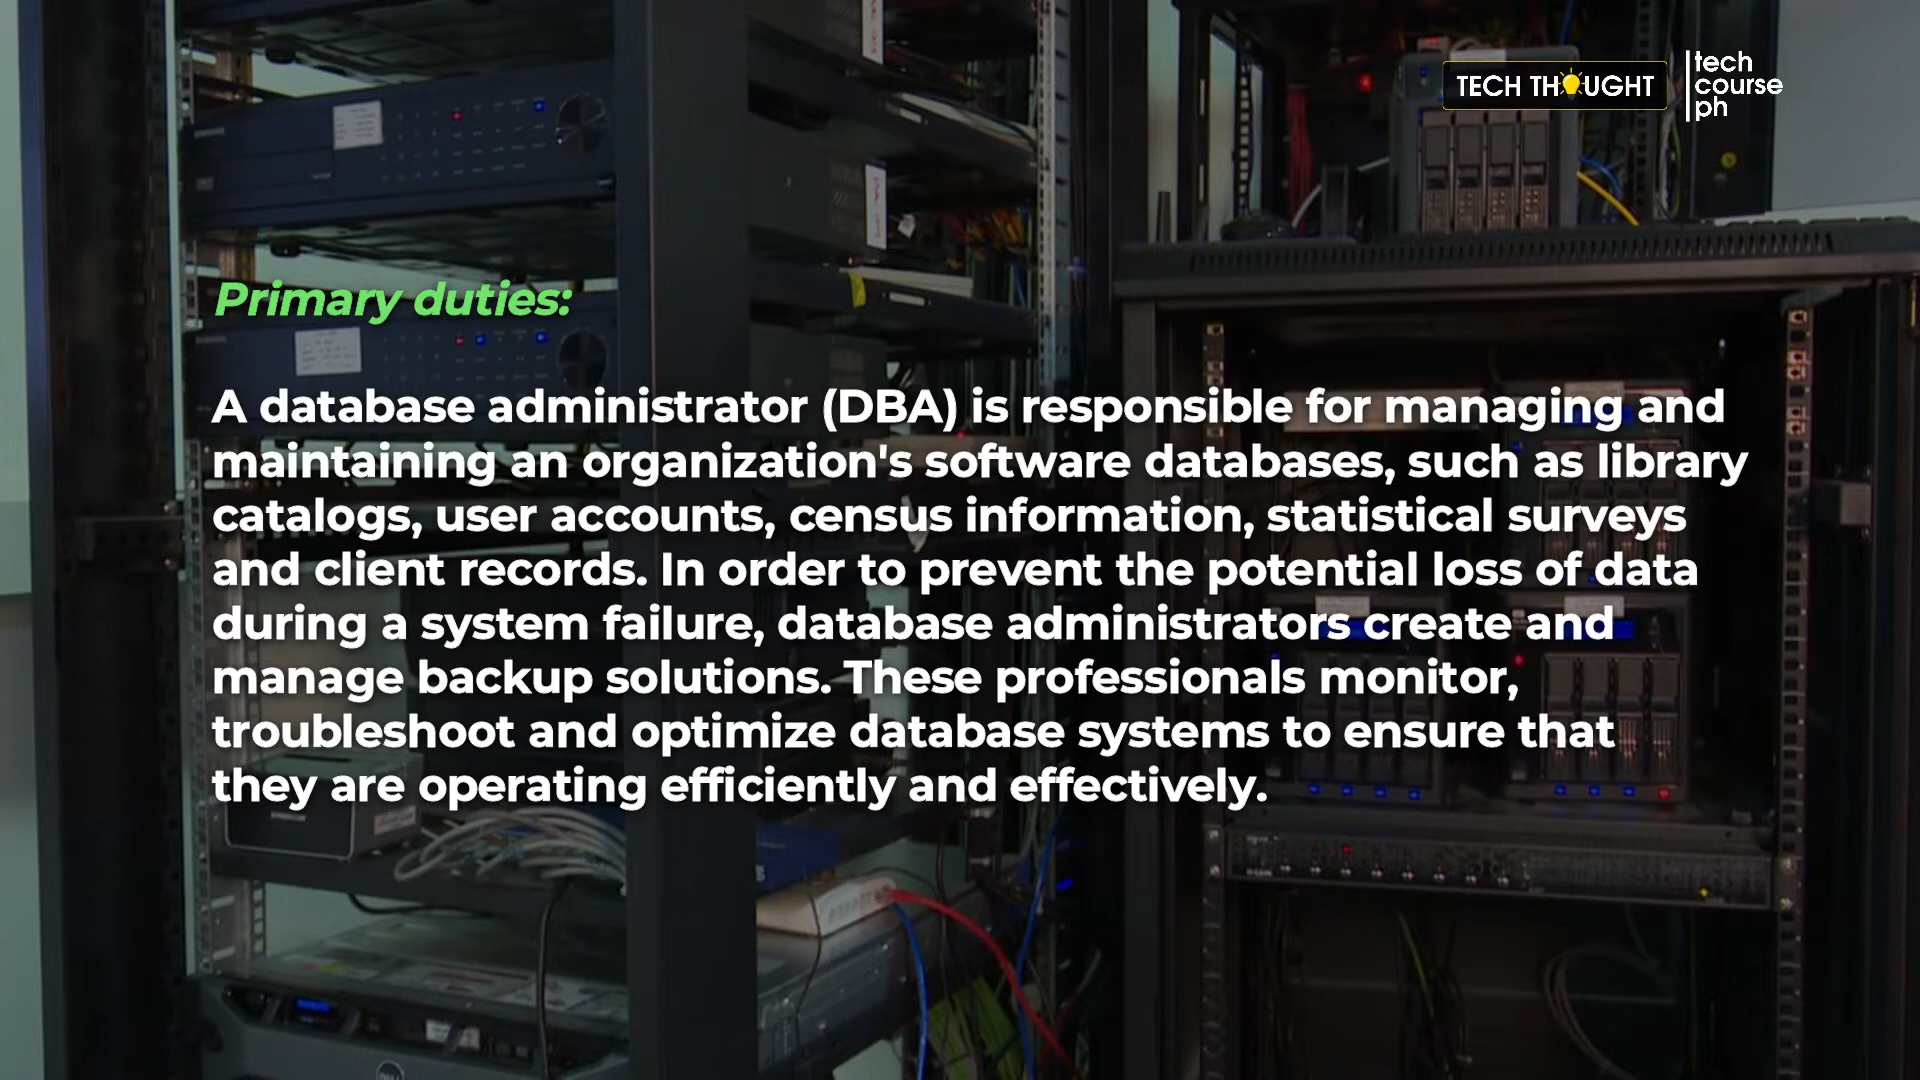 TECH THOUGHT
tech
course
ph
Primary duties:
A database administrator (DBA) is responsible for managing and
maintaining an organization's software databases, such as library
catalogs, user accounts, census information, statistical surveys
and client records. In order to prevent the potential loss of data
during a system failure, database administrators create and
manage backup solutions. These professionals monitor,
troubleshoot and optimize database systems to ensure that
they are operating efficiently and effectively.